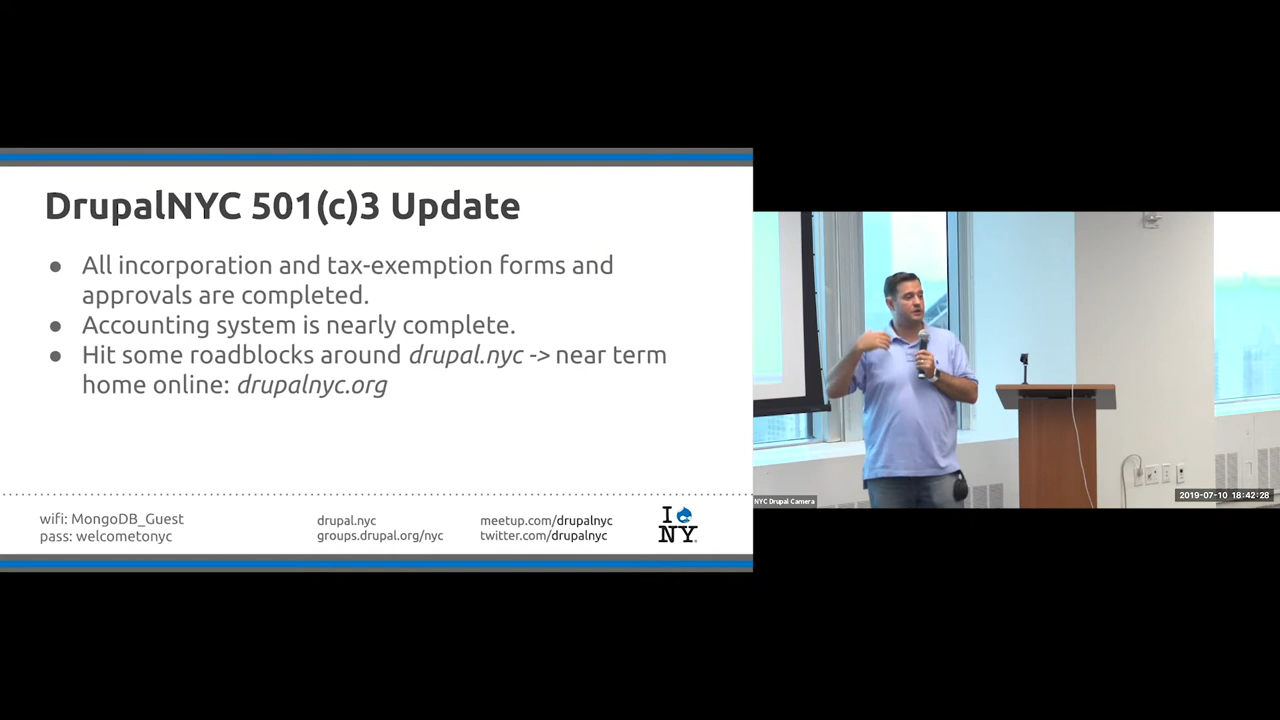 DrupalNYC 501(c)3 Update
● All incorporation and tax-exemption forms and
approvals are completed.
● Accounting system is nearly complete.
● Hit some roadblocks around drupal.nyc -> near term
home online: drupalnyc.org
wifi: MongoDB_Guest
pass: welcometonyc
drupal.nyc
groups.drupal.org/nyc
meetup.com/drupalnyc
twitter.com/drupalnyc
I
NY
NYC Drupal Camera
2019-07-10 18:42:28